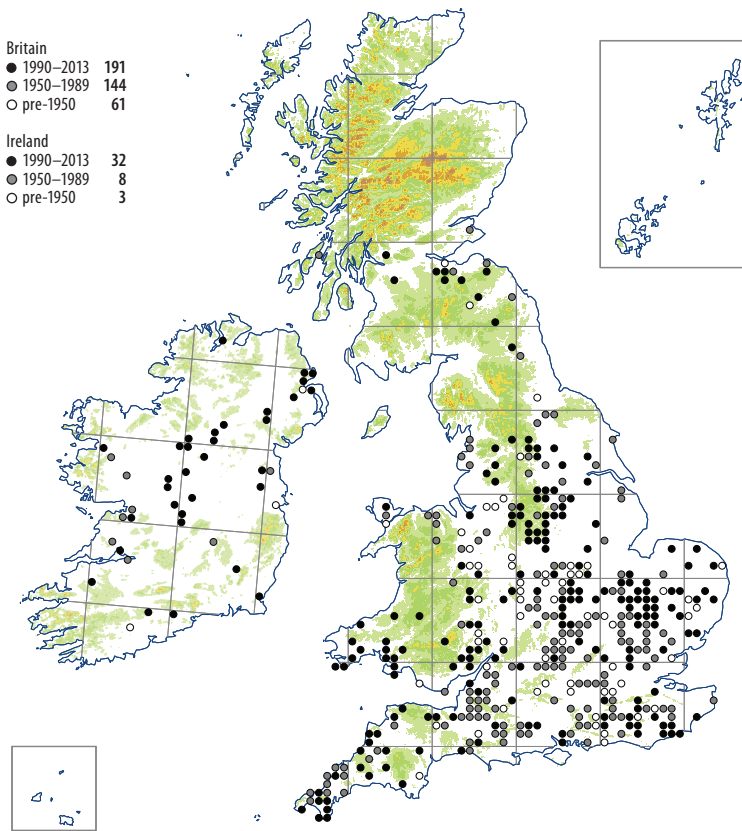 Britain
● 1990–2013 191
● 1950–1989 144
○ pre-1950 61
Ireland
● 1990–2013 32
● 1950–1989 8
○ pre-1950 3